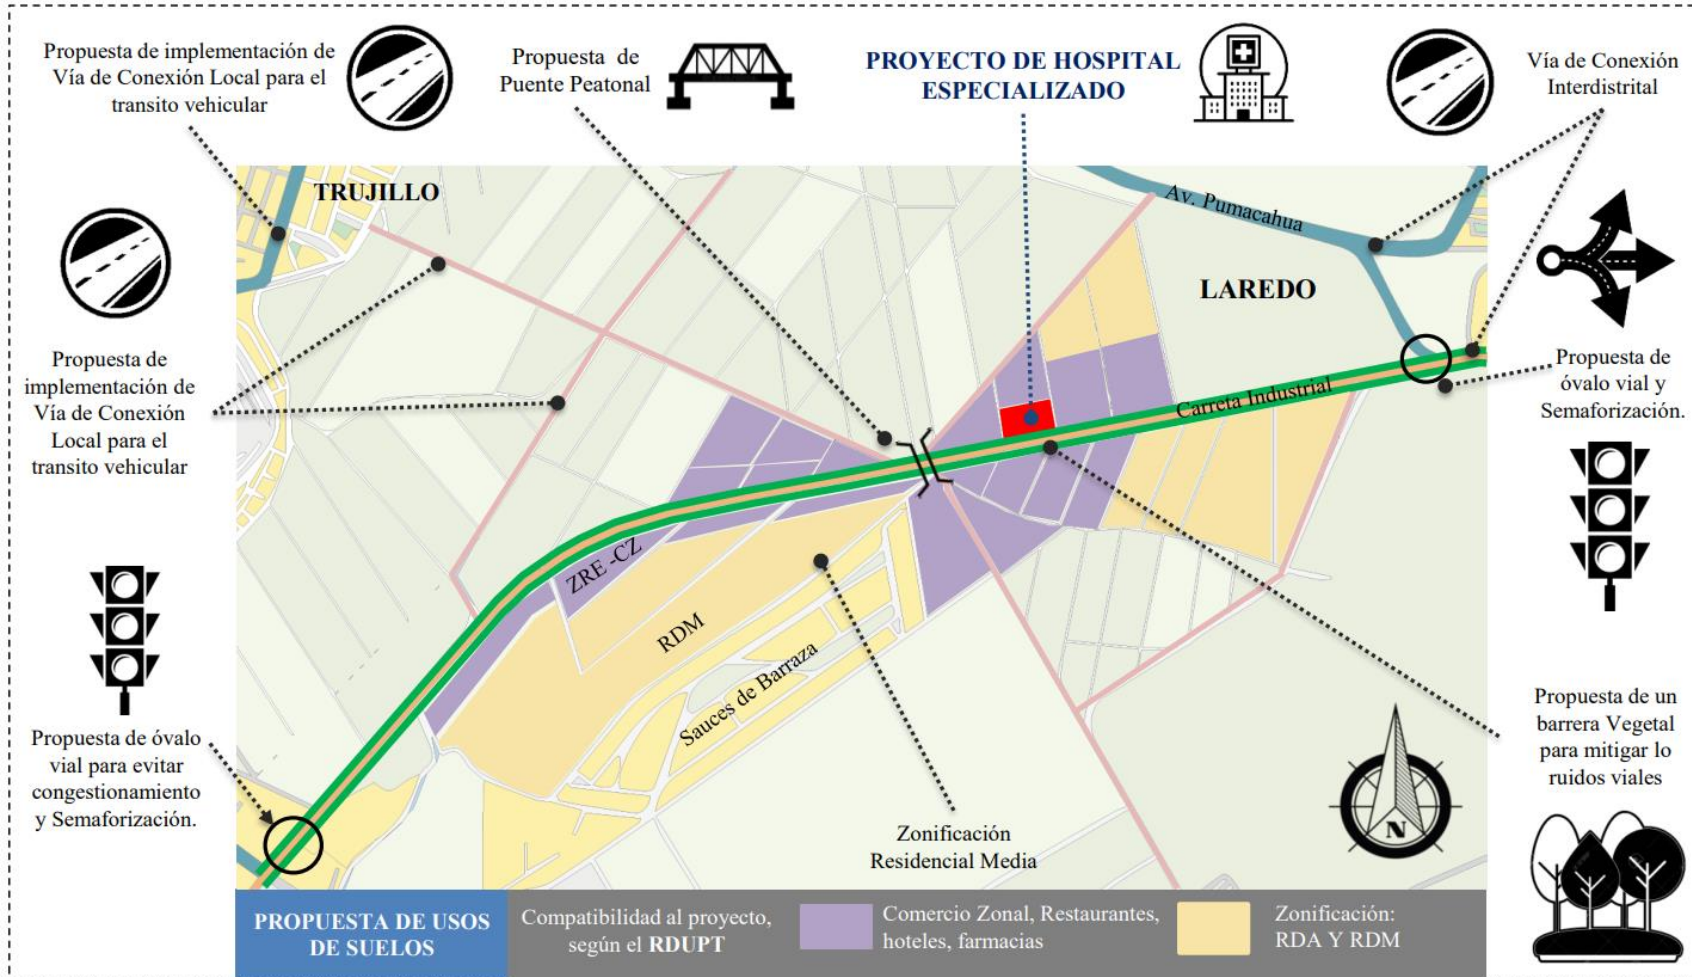 Propuesta de implementación de
Vía de Conexión Local para el
transito vehicular
Propuesta de
Puente Peatonal
PROYECTO DE HOSPITAL
ESPECIALIZADO
Vía de Conexión
Interdistrital
TRUJILLO
Av. Pumacahua
LAREDO
Propuesta de
implementación de
Vía de Conexión
Local para el
transito vehicular
Carreta Industrial
Propuesta de
óvalo vial y
Semaforización.
ZRE -CZ
RDM
Sauces de Barraza
Propuesta de óvalo
vial para evitar
congestionamiento
y Semaforización.
Zonificación
Residencial Media
Propuesta de un
barrera Vegetal
para mitigar lo
ruidos viales
N
PROPUESTA DE USOS
DE SUELOS
Compatibilidad al proyecto,
según el RDUPT
Comercio Zonal, Restaurantes,
hoteles, farmacias
Zonificación:
RDA Y RDM